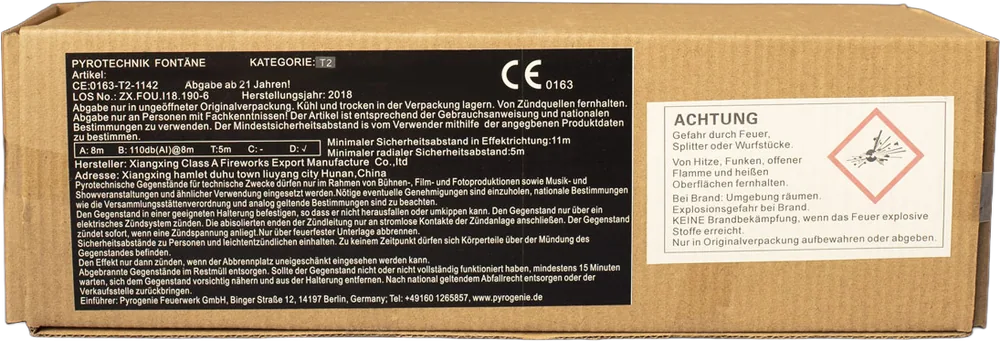 PYROTECHNIK FONTÄNE KATEGORIE: T2
Artikel:
CE:0163-T2-1142 Abgabe ab 21 Jahren!
LOS No.: ZX.FOU.I18.190-6 Herstellungsjahr: 2018
CE 0163
Abgabe nur in ungeöffneter Originalverpackung. Kühl und trocken in der Verpackung lagern. Von Zündquellen fernhalten.
Abgabe nur an Personen mit Fachkenntnissen! Der Artikel ist entsprechend der Gebrauchsanweisung und nationalen
Bestimmungen zu verwenden. Der Mindestsicherheitsabstand is vom Verwender mithilfe der angegebenen Produktdaten
zu bestimmen.
A: 8m B: 110db(AI)@8m T:5m C: - D: √
Minimaler Sicherheitsabstand in Effektrichtung:11m
Minimaler radialer Sicherheitsabstand:5m
Hersteller: Xiangxing Class A Fireworks Export Manufacture Co.,ltd
Adresse: Xiangxing hamlet duhu town liuyang city Hunan,China
Pyrotechnische Gegenstände für technische Zwecke dürfen nur im Rahmen von Bühnen-, Film- und Fotoproduktionen sowie Musik- und
Showveranstaltungen und ähnlicher Verwendung eingesetzt werden. Nötige eventuelle Genehmigungen sind einzuholen, nationale Bestimmungen
wie die Versammlungsstättenverordnung und analog geltende Bestimmungen sind zu beachten.
Den Gegenstand in einer geeigneten Halterung befestigen, so dass er nicht herausfallen oder umkippen kann. Den Gegenstand nur über ein
elektrisches Zündsystem zünden. Die absolierten enden der Zündleitung nur an stromlose Kontakte der Zündanlage anschließen. Der Gegenstand
zündet sofort, wenn eine Zündspannung anliegt.Nur über feuerfester Unterlage abbrennen.
Sicherheitsabstände zu Personen und leichtentzündlichen einhalten. Zu keinem Zeitpunkt dürfen sich Körperteile über der Mündung des
Gegenstandes befinden.
Den Effekt nur dann zünden, wenn der Abbrennplatz uneigeschänkt eingesehen werden kann.
Abgebrannte Gegenstände im Restmüll entsorgen. Sollte der Gegenstand nicht oder nicht vollständig funktioniert haben, mindestens 15 Minuten
warten, sich dem Gegenstand vorsichtig nähern und aus der Halterung entfernen. Nach national geltendem Abfallrecht entsorgen oder der
Verkaufsstelle zurückbringen.
Einführer: Pyrogenie Feuerwerk GmbH, Binger Straße 12, 14197 Berlin, Germany; Tel: +49160 1265857, www.pyrogenie.de
ACHTUNG
Gefahr durch Feuer,
Splitter oder Wurfstücke.
Von Hitze, Funken, offener
Flamme und heißen
Oberflächen fernhalten.
Bei Brand: Umgebung räumen.
Explosionsgefahr bei Brand.
KEINE Brandbekämpfung, wenn das Feuer explosive
Stoffe erreicht.
Nur in Originalverpackung aufbewahren oder abgeben.